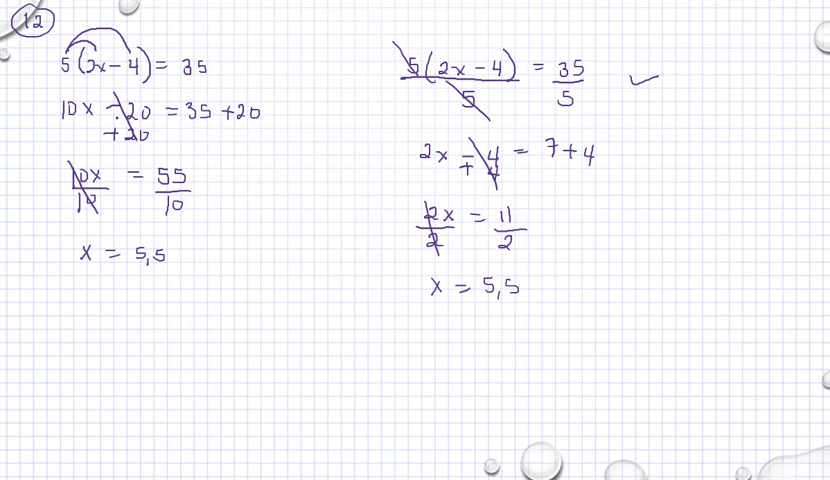 12
5(2x-4) = 35
10x -20 = 35 +20
+20
10x = 55
10 10
x = 5,5
5(2x-4) = 35 ✓
5 5
2x - 4 = 7+4
+ 4
2x = 11
2 2
x = 5,5